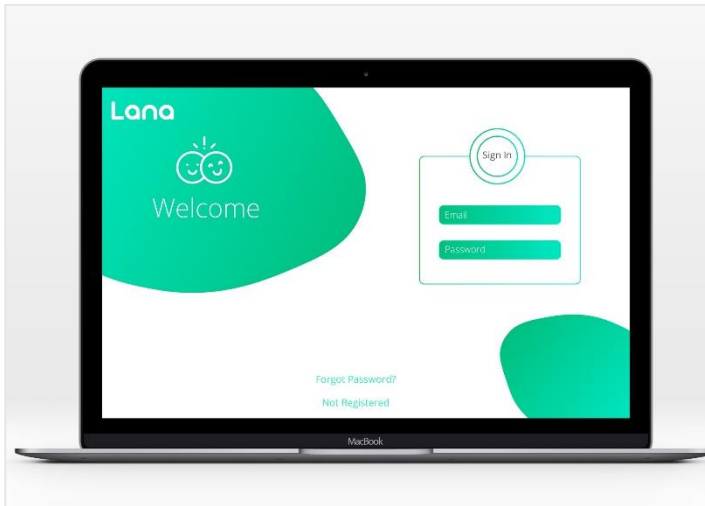 Lana
Welcome
Sign In
Email
Password
Forgot Password?
Not Registered
MacBook